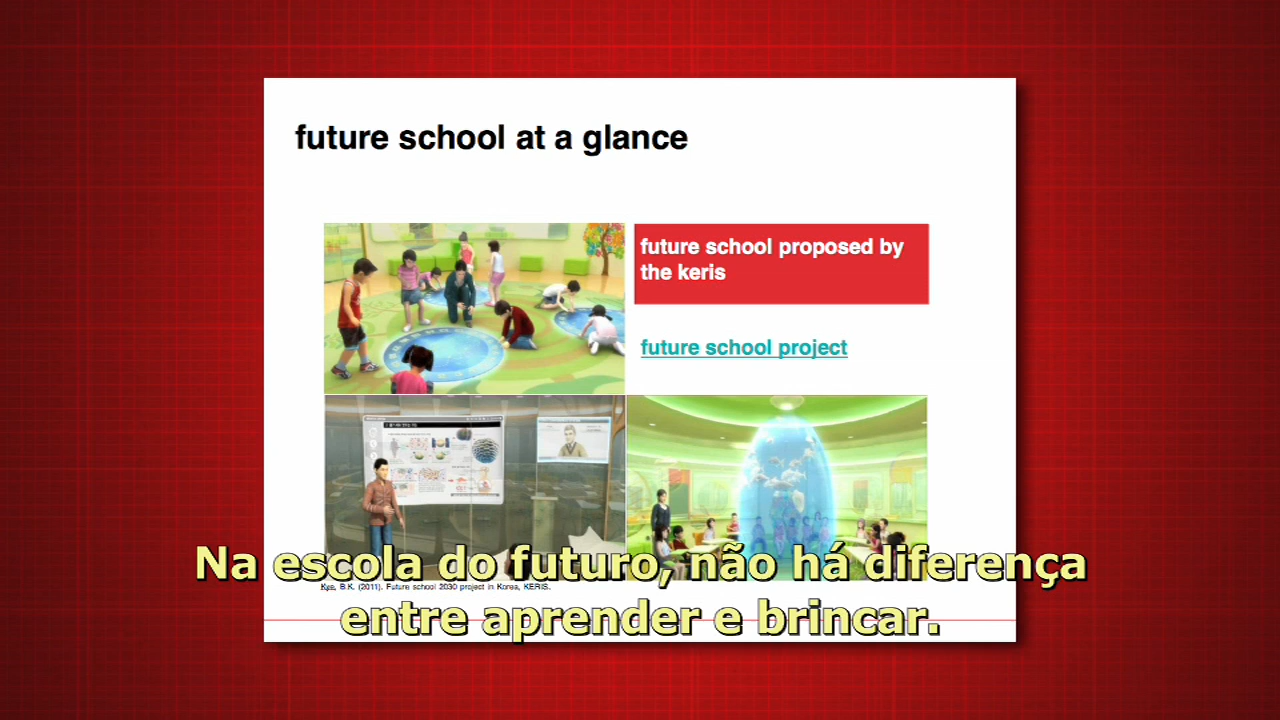 future school at a glance
future school proposed by
the keris
future school project
Kye, B.K. (2011). Future school 2030 project in Korea, KERIS.
Na escola do futuro, não há diferença
entre aprender e brincar.